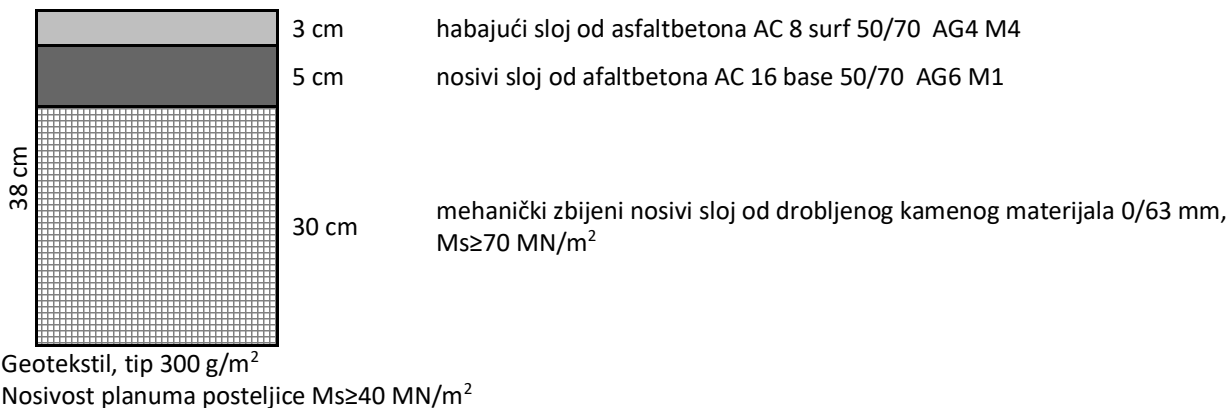 3 cm habajući sloj od asfaltbetona AC 8 surf 50/70 AG4 M4
5 cm nosivi sloj od afaltbetona AC 16 base 50/70 AG6 M1
38 cm
30 cm mehanički zbijeni nosivi sloj od drobljenog kamenog materijala 0/63 mm,
Ms≥70 MN/m²
Geotekstil, tip 300 g/m²
Nosivost planuma posteljice Ms≥40 MN/m²